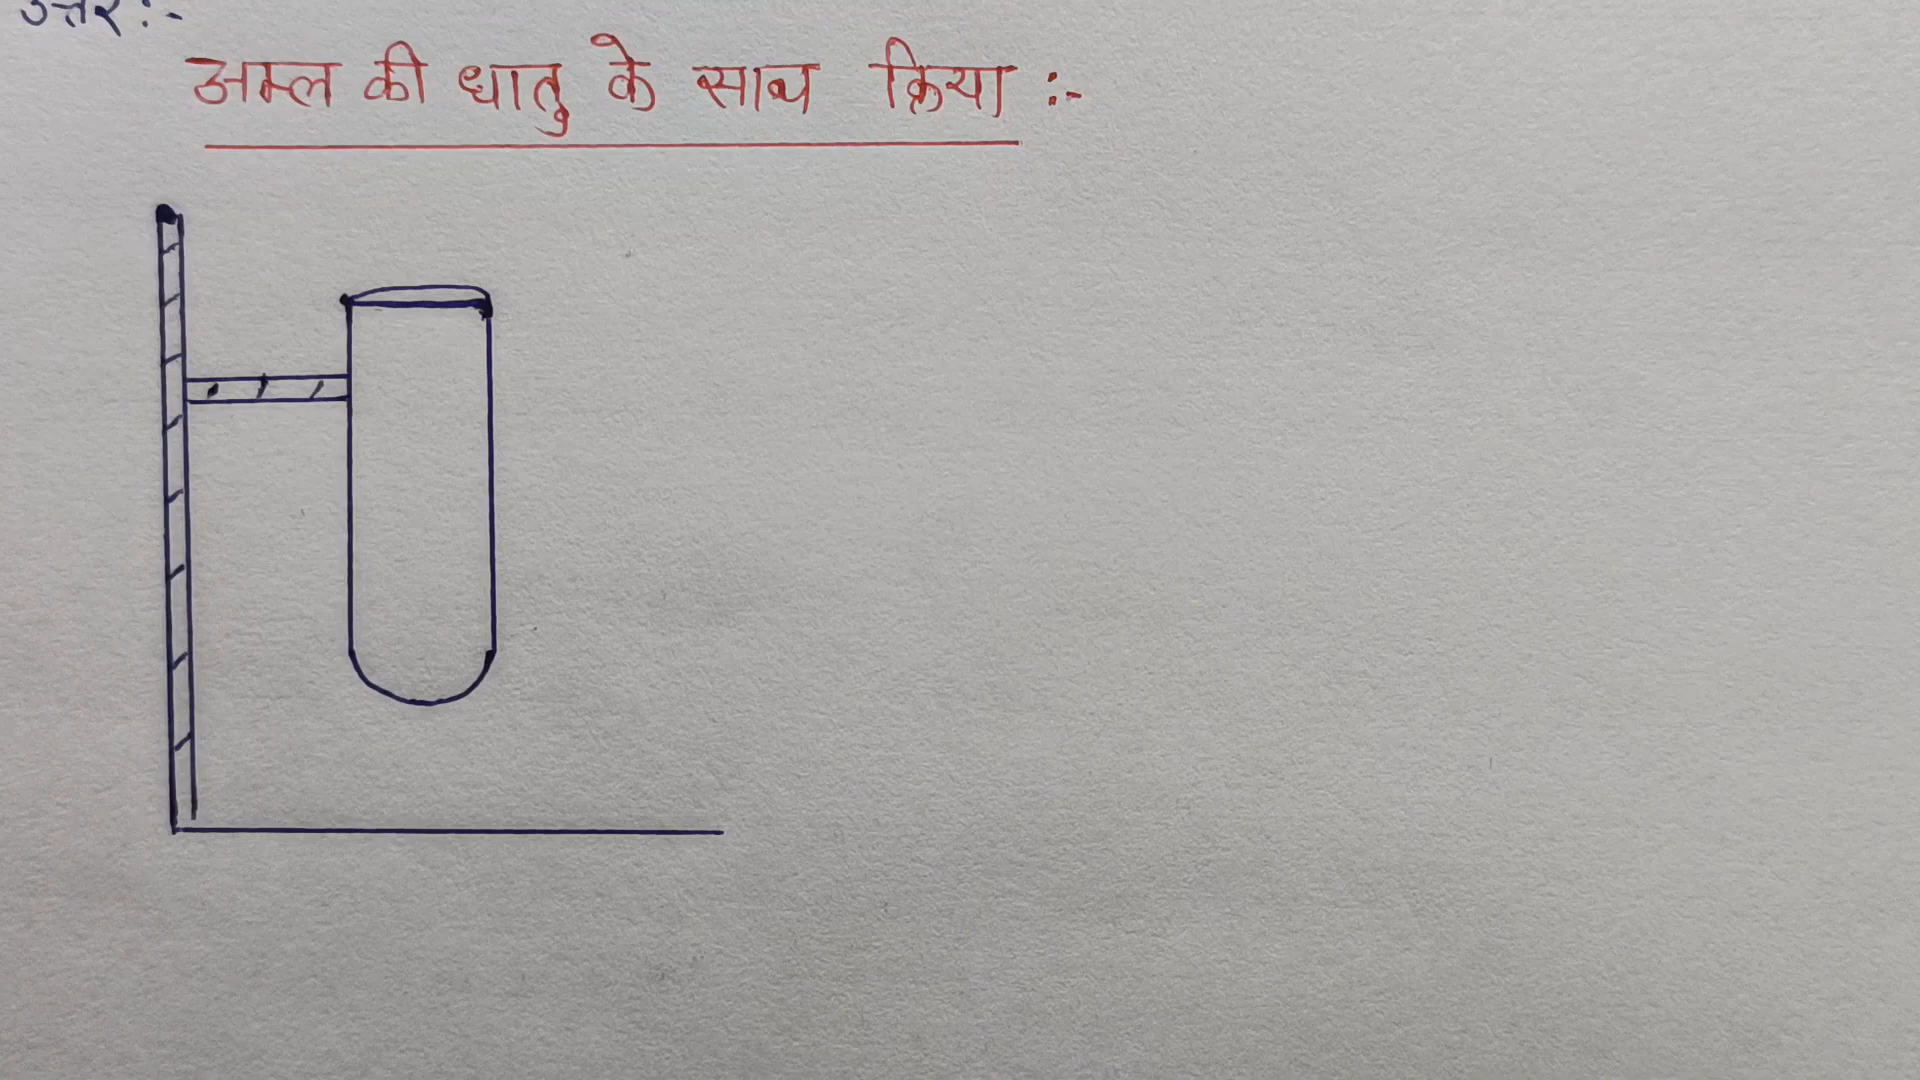 उत्तर :-
अम्ल की धातु के साथ क्रिया :-